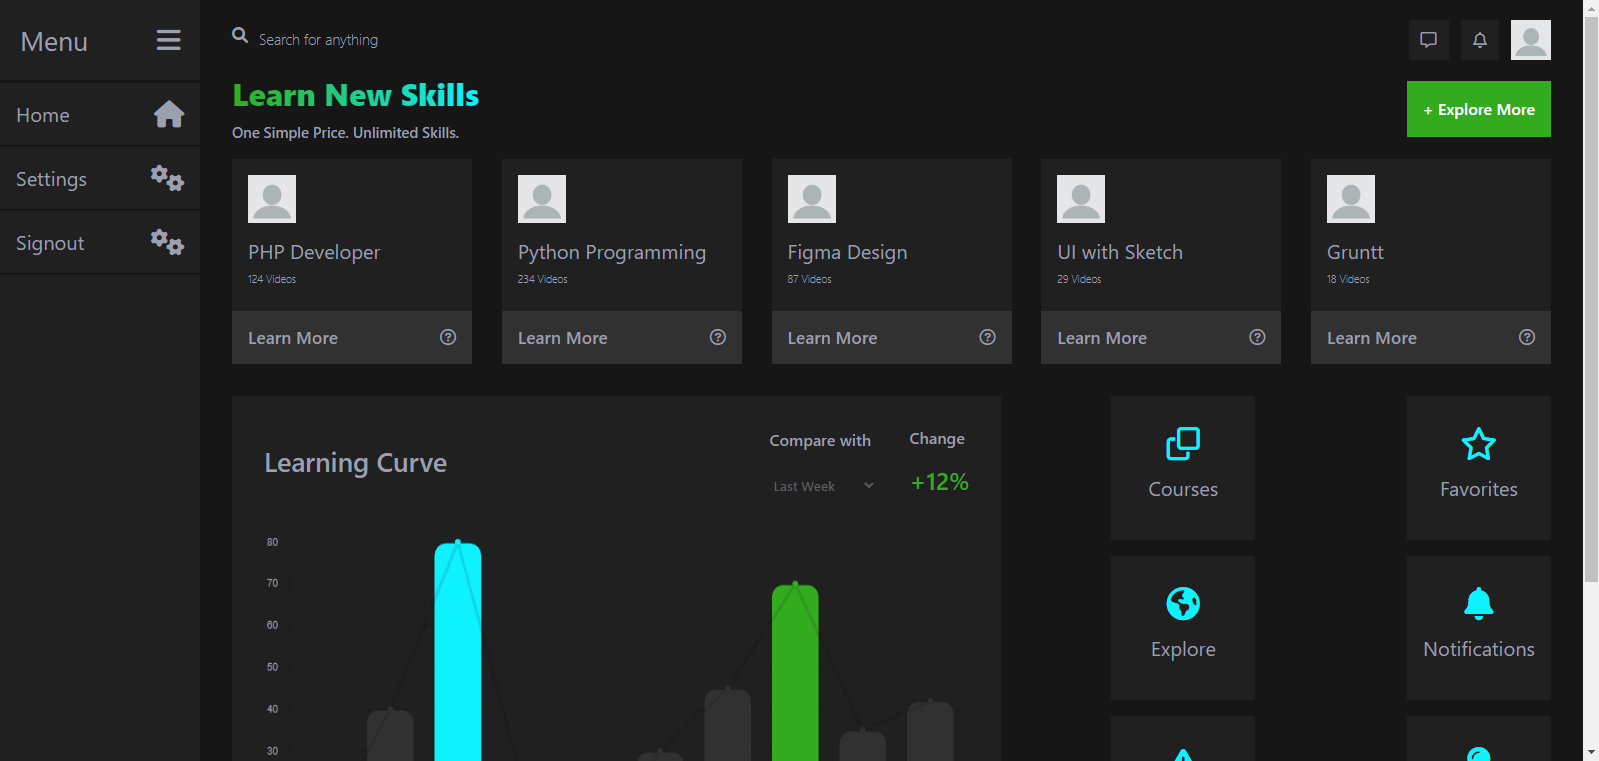 Menu
Search for anything
Home
Settings
Signout
Learn New Skills
One Simple Price. Unlimited Skills.
+ Explore More
PHP Developer
124 Videos
Learn More
Python Programming
234 Videos
Learn More
Figma Design
87 Videos
Learn More
UI with Sketch
29 Videos
Learn More
Gruntt
18 Videos
Learn More
Learning Curve
Compare with
Last Week
Change
+12%
80
70
60
50
40
30
Courses
Favorites
Explore
Notifications